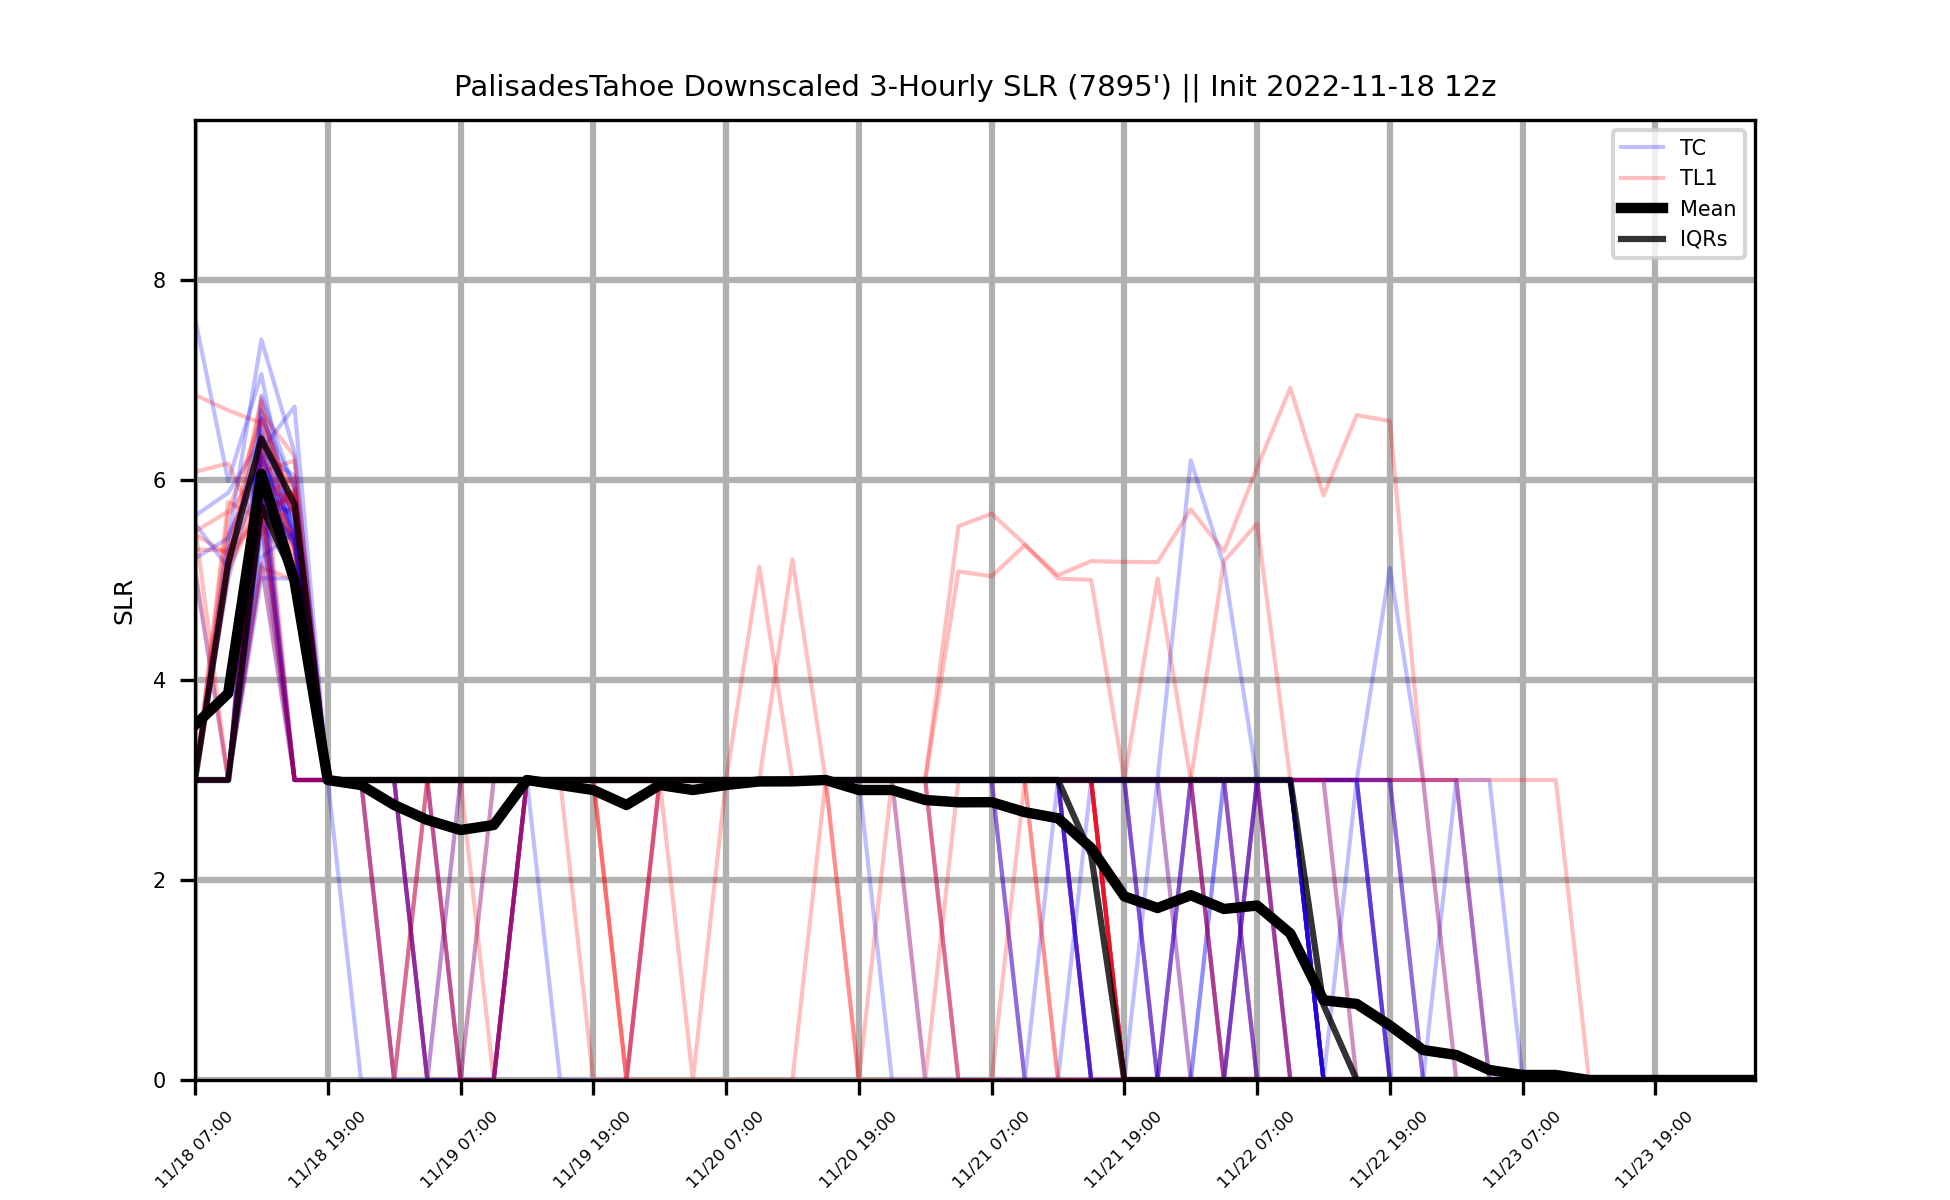 PalisadesTahoe Downscaled 3-Hourly SLR (7895') || Init 2022-11-18 12z
TC
TL1
Mean
IQRs
SLR
8
6
4
2
0
11/18 07:00
11/18 19:00
11/19 07:00
11/19 19:00
11/20 07:00
11/20 19:00
11/21 07:00
11/21 19:00
11/22 07:00
11/22 19:00
11/23 07:00
11/23 19:00